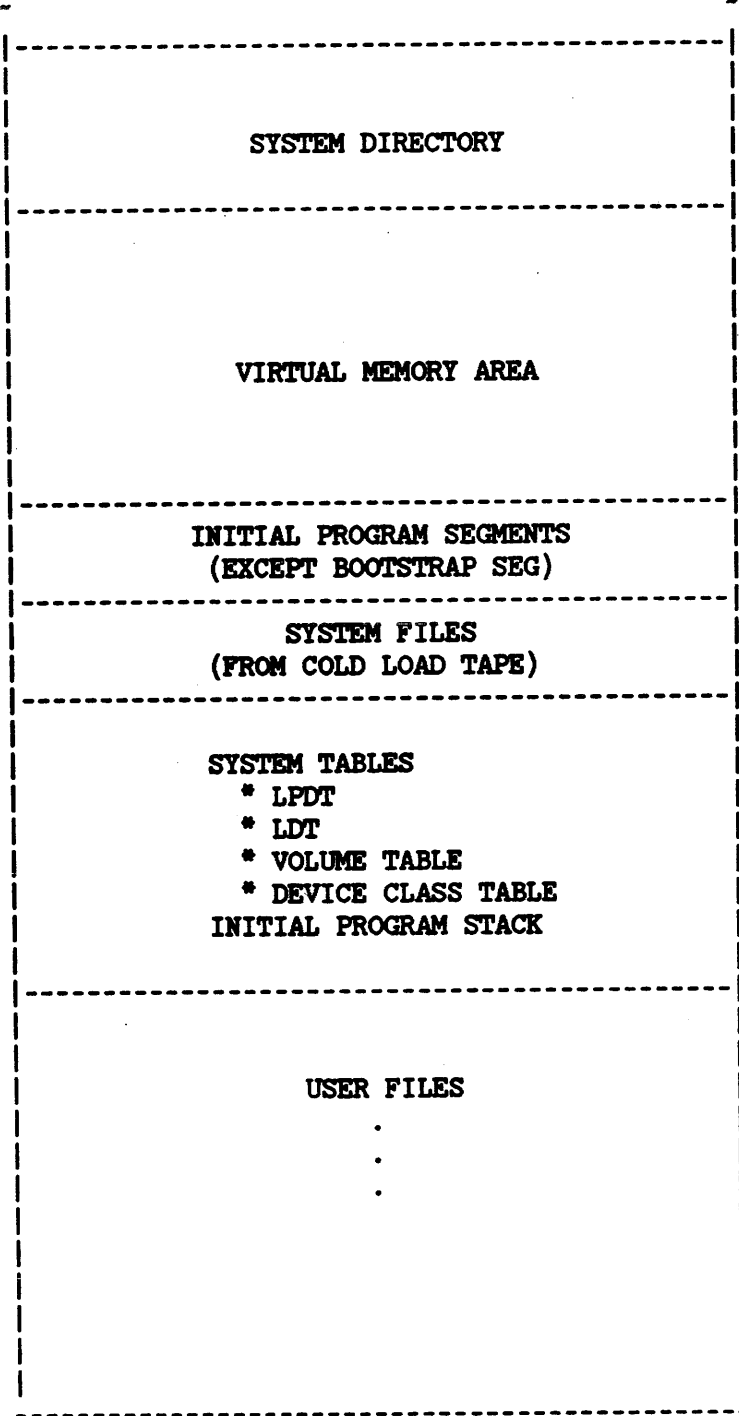 SYSTEM DIRECTORY
VIRTUAL MEMORY AREA
INITIAL PROGRAM SEGMENTS
(EXCEPT BOOTSTRAP SEG)
SYSTEM FILES
(FROM COLD LOAD TAPE)
SYSTEM TABLES
* LPDT
* LDT
* VOLUME TABLE
* DEVICE CLASS TABLE
INITIAL PROGRAM STACK
USER FILES
.
.
.